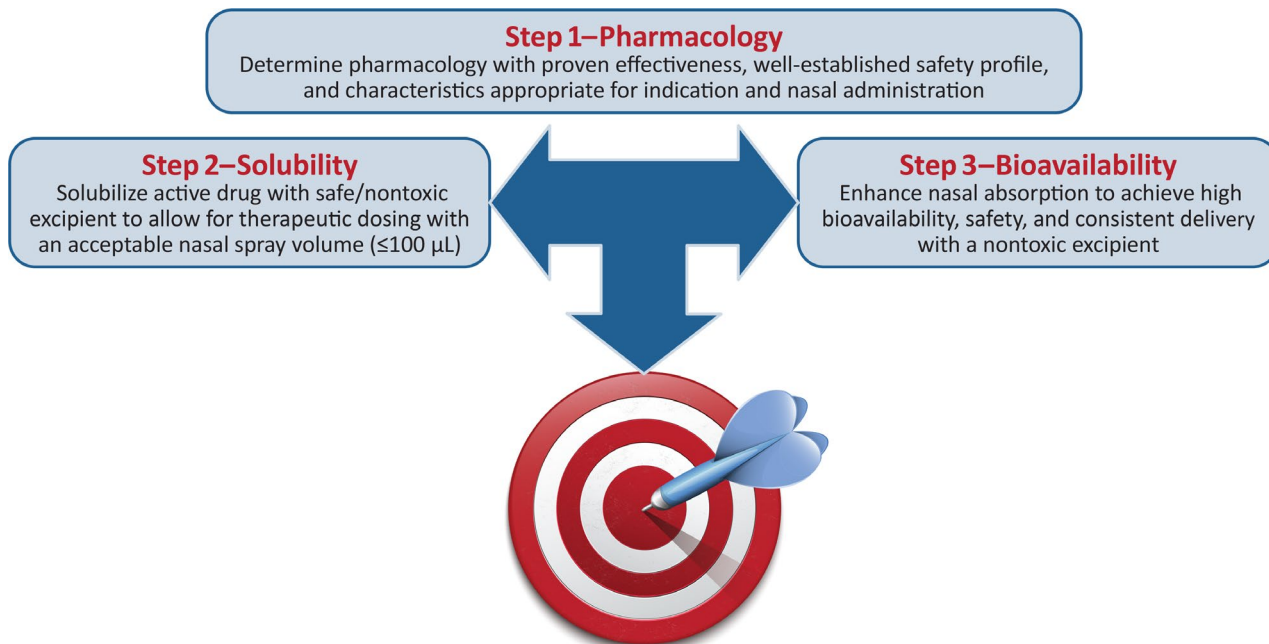 Step 1–Pharmacology
Determine pharmacology with proven effectiveness, well-established safety profile,
and characteristics appropriate for indication and nasal administration
Step 2–Solubility
Solubilize active drug with safe/nontoxic
excipient to allow for therapeutic dosing with
an acceptable nasal spray volume (≤100 µL)
Step 3–Bioavailability
Enhance nasal absorption to achieve high
bioavailability, safety, and consistent delivery
with a nontoxic excipient